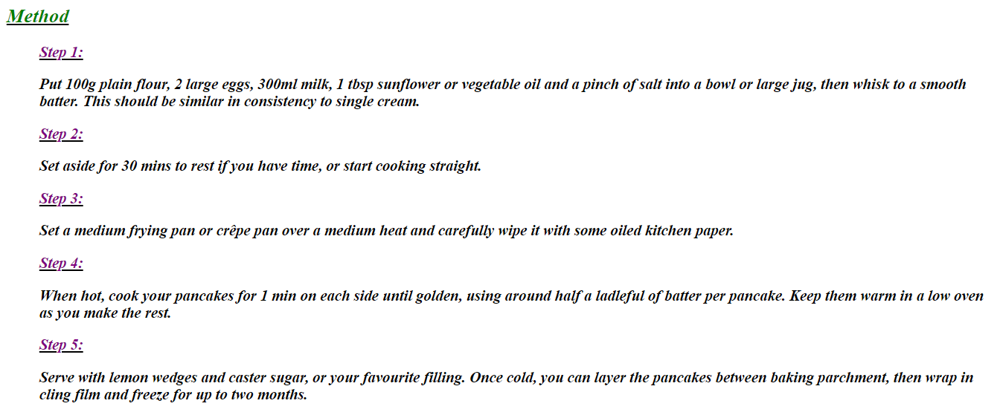 Method
Step 1:
Put 100g plain flour, 2 large eggs, 300ml milk, 1 tbsp sunflower or vegetable oil and a pinch of salt into a bowl or large jug, then whisk to a smooth
batter. This should be similar in consistency to single cream.
Step 2:
Set aside for 30 mins to rest if you have time, or start cooking straight.
Step 3:
Set a medium frying pan or crêpe pan over a medium heat and carefully wipe it with some oiled kitchen paper.
Step 4:
When hot, cook your pancakes for 1 min on each side until golden, using around half a ladleful of batter per pancake. Keep them warm in a low oven
as you make the rest.
Step 5:
Serve with lemon wedges and caster sugar, or your favourite filling. Once cold, you can layer the pancakes between baking parchment, then wrap in
cling film and freeze for up to two months.